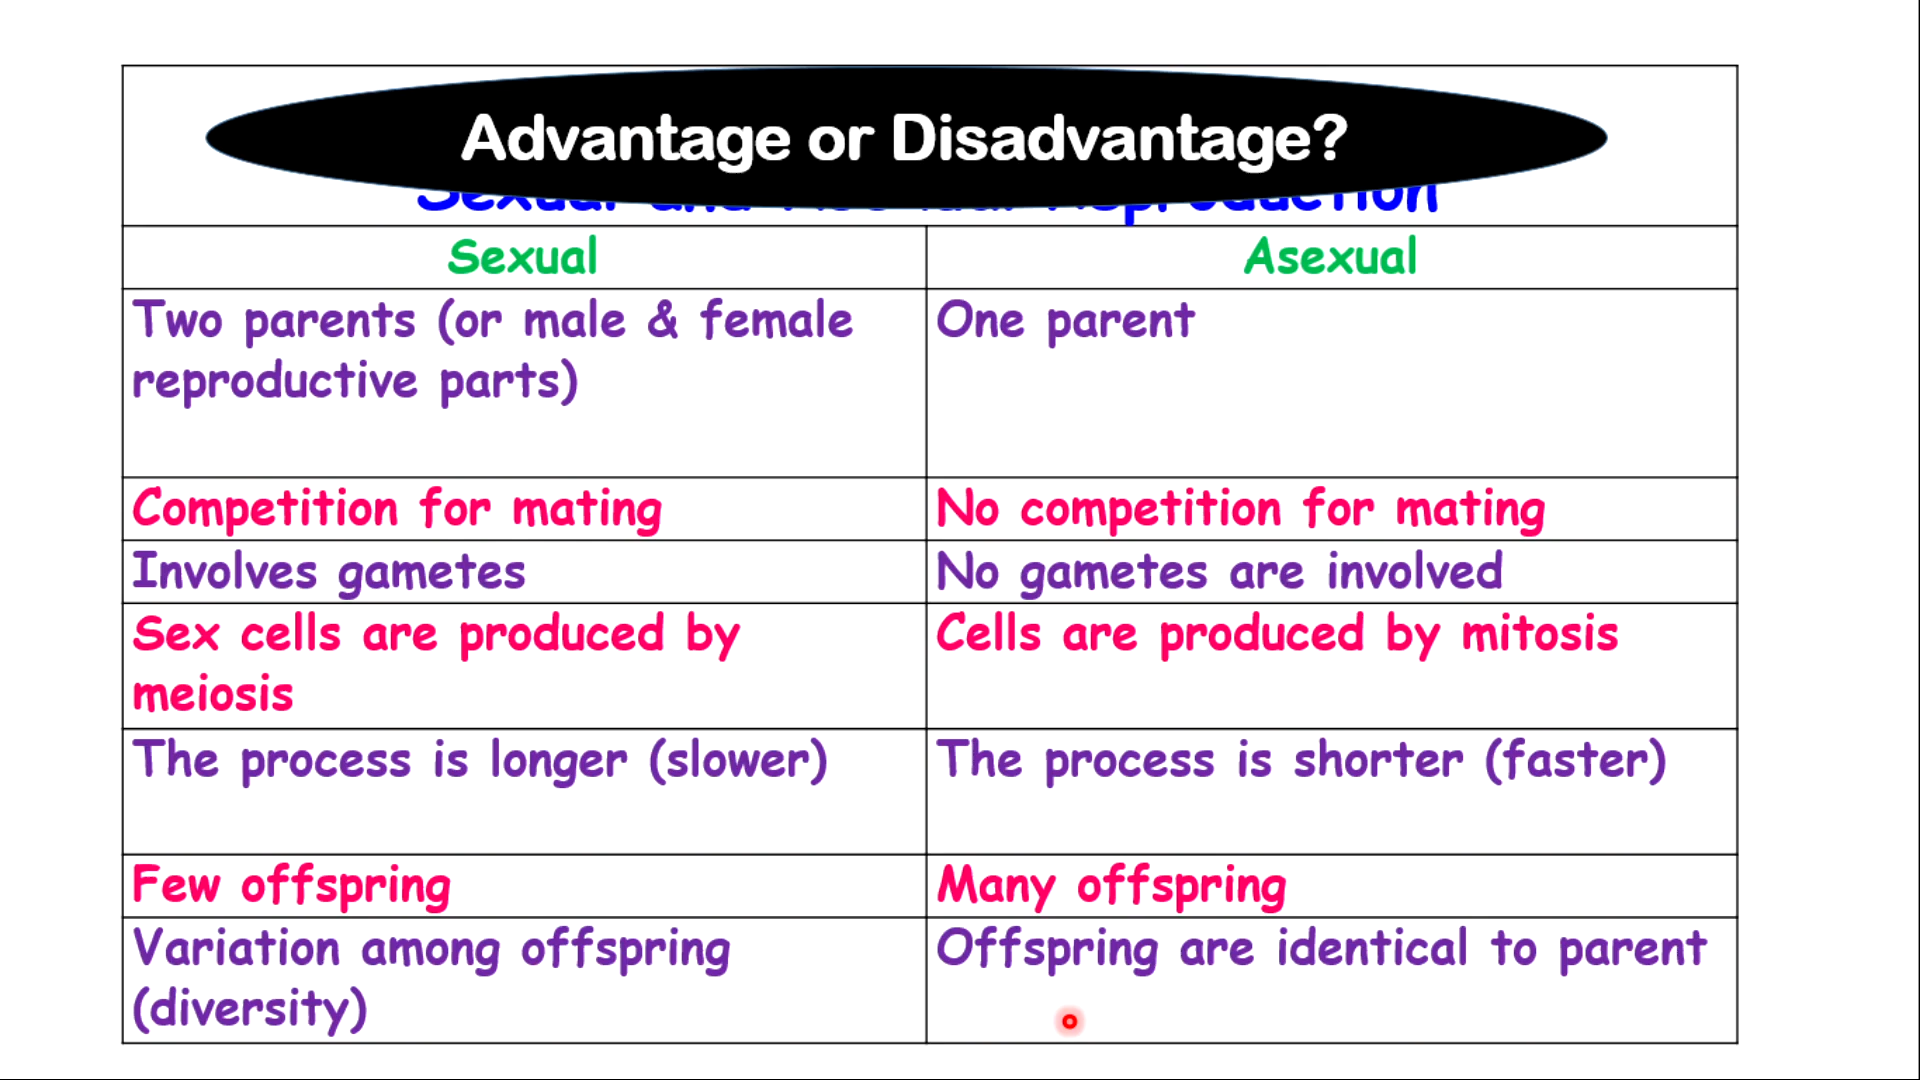 Advantage or Disadvantage?
Sexual and Reproduction
Sexual
Asexual
Two parents (or male & female
reproductive parts)
One parent
Competition for mating
No competition for mating
Involves gametes
No gametes are involved
Sex cells are produced by
meiosis
Cells are produced by mitosis
The process is longer (slower)
The process is shorter (faster)
Few offspring
Many offspring
Variation among offspring
(diversity)
Offspring are identical to parent